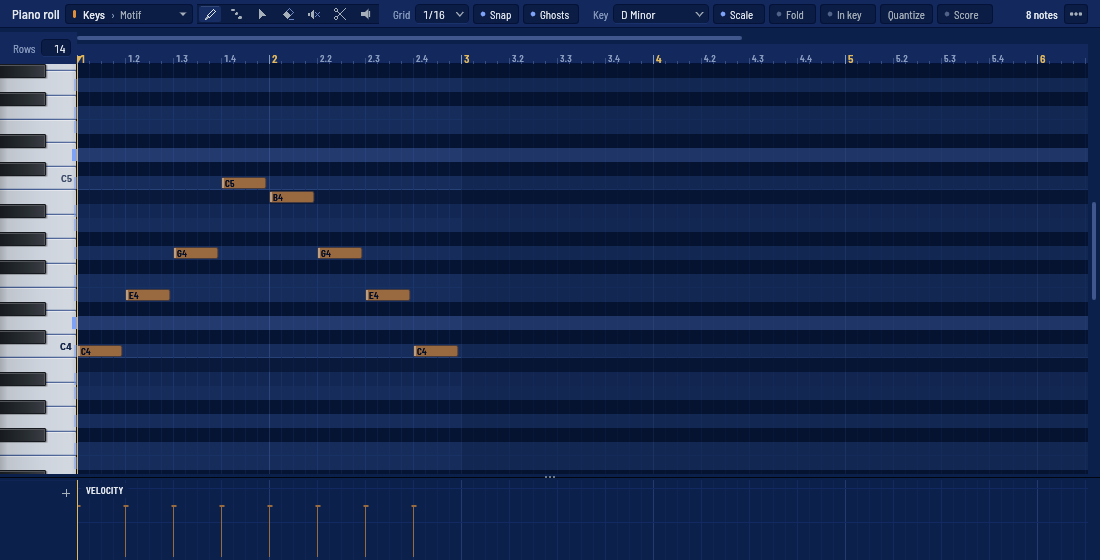 Piano roll Keys › Motif Grid 1/16 Snap Ghosts Key D Minor Scale Fold In key Quantize Score 8 notes
Rows 14
1 1.2 1.3 1.4 2 2.2 2.3 2.4 3 3.2 3.3 3.4 4 4.2 4.3 4.4 5 5.2 5.3 5.4 6
C5 C5
B4
G4 G4
E4 E4
C4 C4 C4
VELOCITY